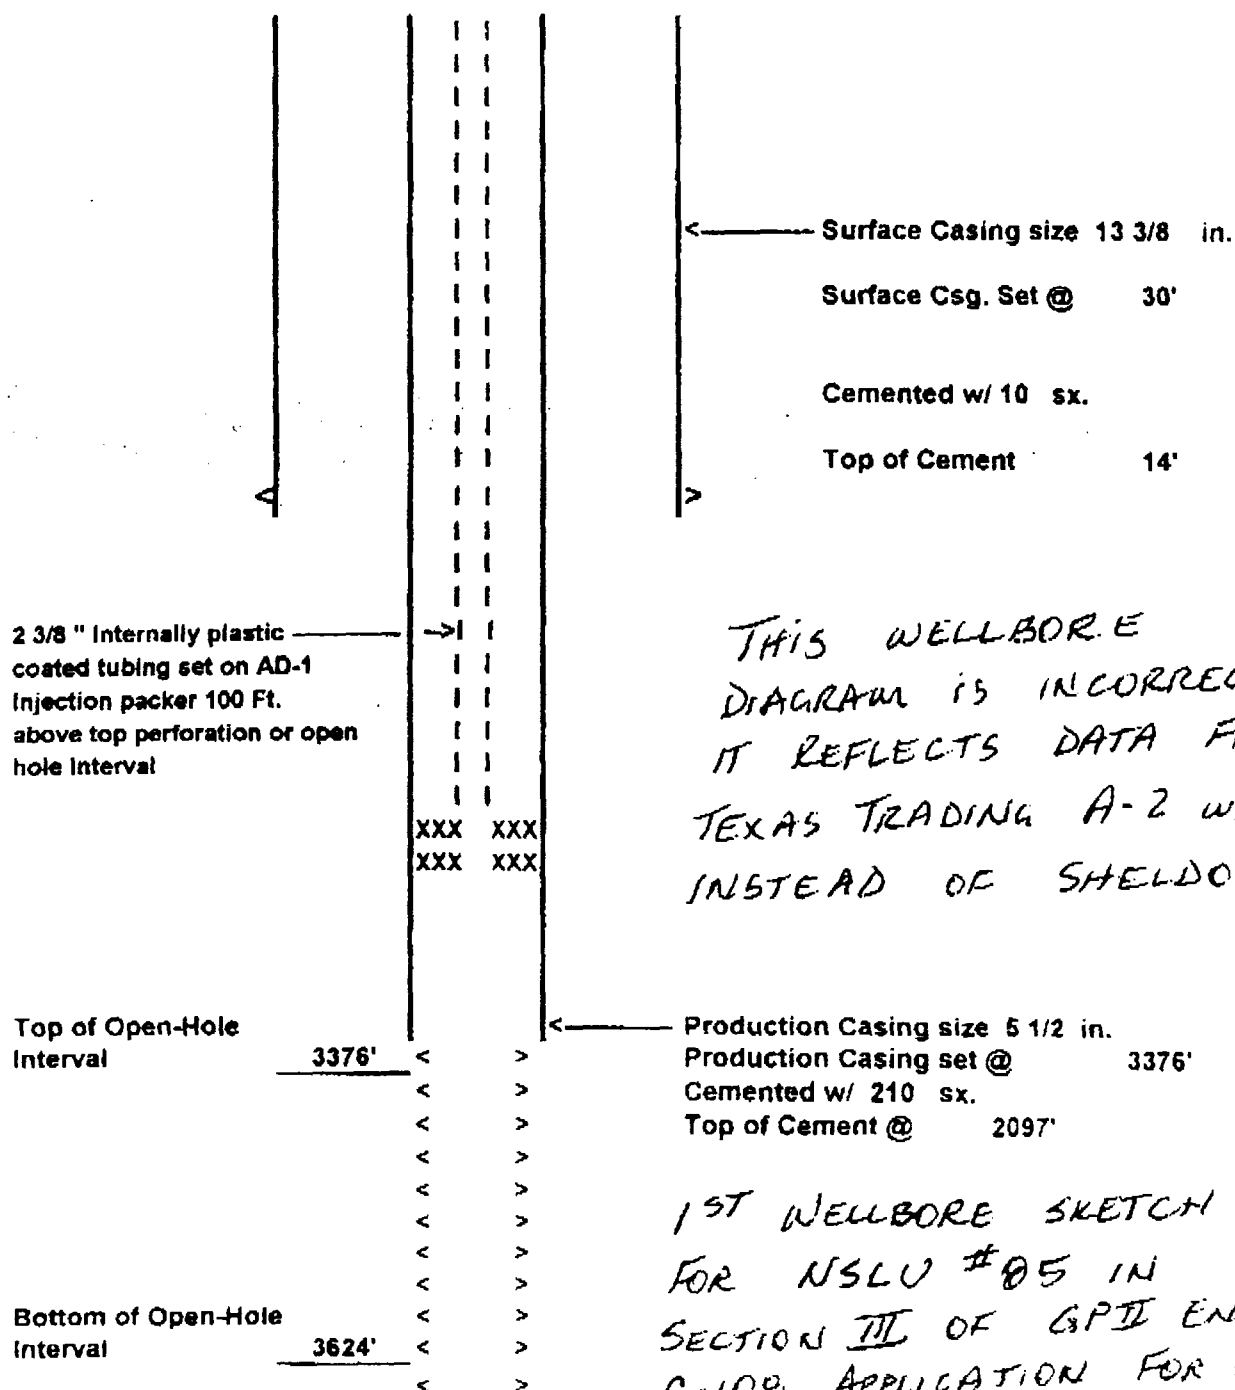 Surface Casing size 13 3/8 in.
Surface Csg. Set @ 30'
Cemented w/ 10 sx.
Top of Cement 14'
2 3/8 " Internally plastic
coated tubing set on AD-1
Injection packer 100 Ft.
above top perforation or open
hole Interval
THIS WELLBORE
DIAGRAM IS INCORREC
IT REFLECTS DATA
TEXAS TRADING A-2
INSTEAD OF SHELDO
XXX XXX
XXX XXX
Top of Open-Hole
Interval 3376'
Production Casing size 5 1/2 in.
Production Casing set @ 3376'
Cemented w/ 210 sx.
Top of Cement @ 2097'
1ST WELLBORE SKETCH
FOR NSLU #05 IN
SECTION III OF GPII
APPLICATION FOR
Bottom of Open-Hole
Interval 3624'